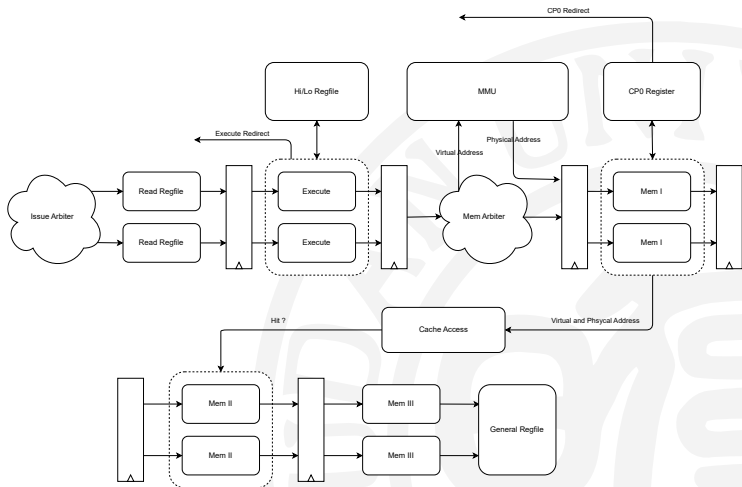 CP0 Redirect
Hi/Lo Regfile
MMU
CP0 Register
Execute Redirect
Virtual Address
Physical Address
Issue Arbiter
Read Regfile
Execute
Mem Arbiter
Mem I
Read Regfile
Execute
Mem I
Hit ?
Cache Access
Virtual and Phsycal Address
Mem II
Mem III
General Regfile
Mem II
Mem III